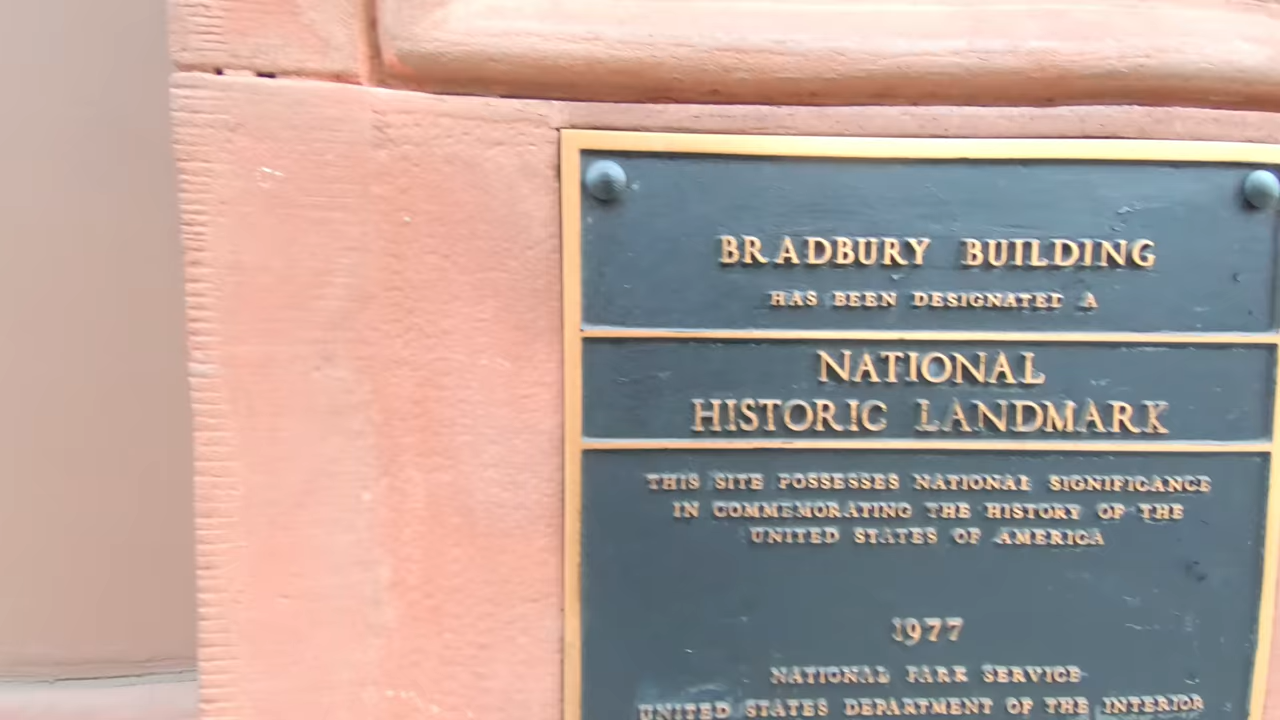 BRADBURY BUILDING
HAS BEEN DESIGNATED A
NATIONAL
HISTORIC LANDMARK
THIS SITE POSSESSES NATIONAL SIGNIFICANCE
IN COMMEMORATING THE HISTORY OF THE
UNITED STATES OF AMERICA
1977
NATIONAL PARK SERVICE
UNITED STATES DEPARTMENT OF THE INTERIOR